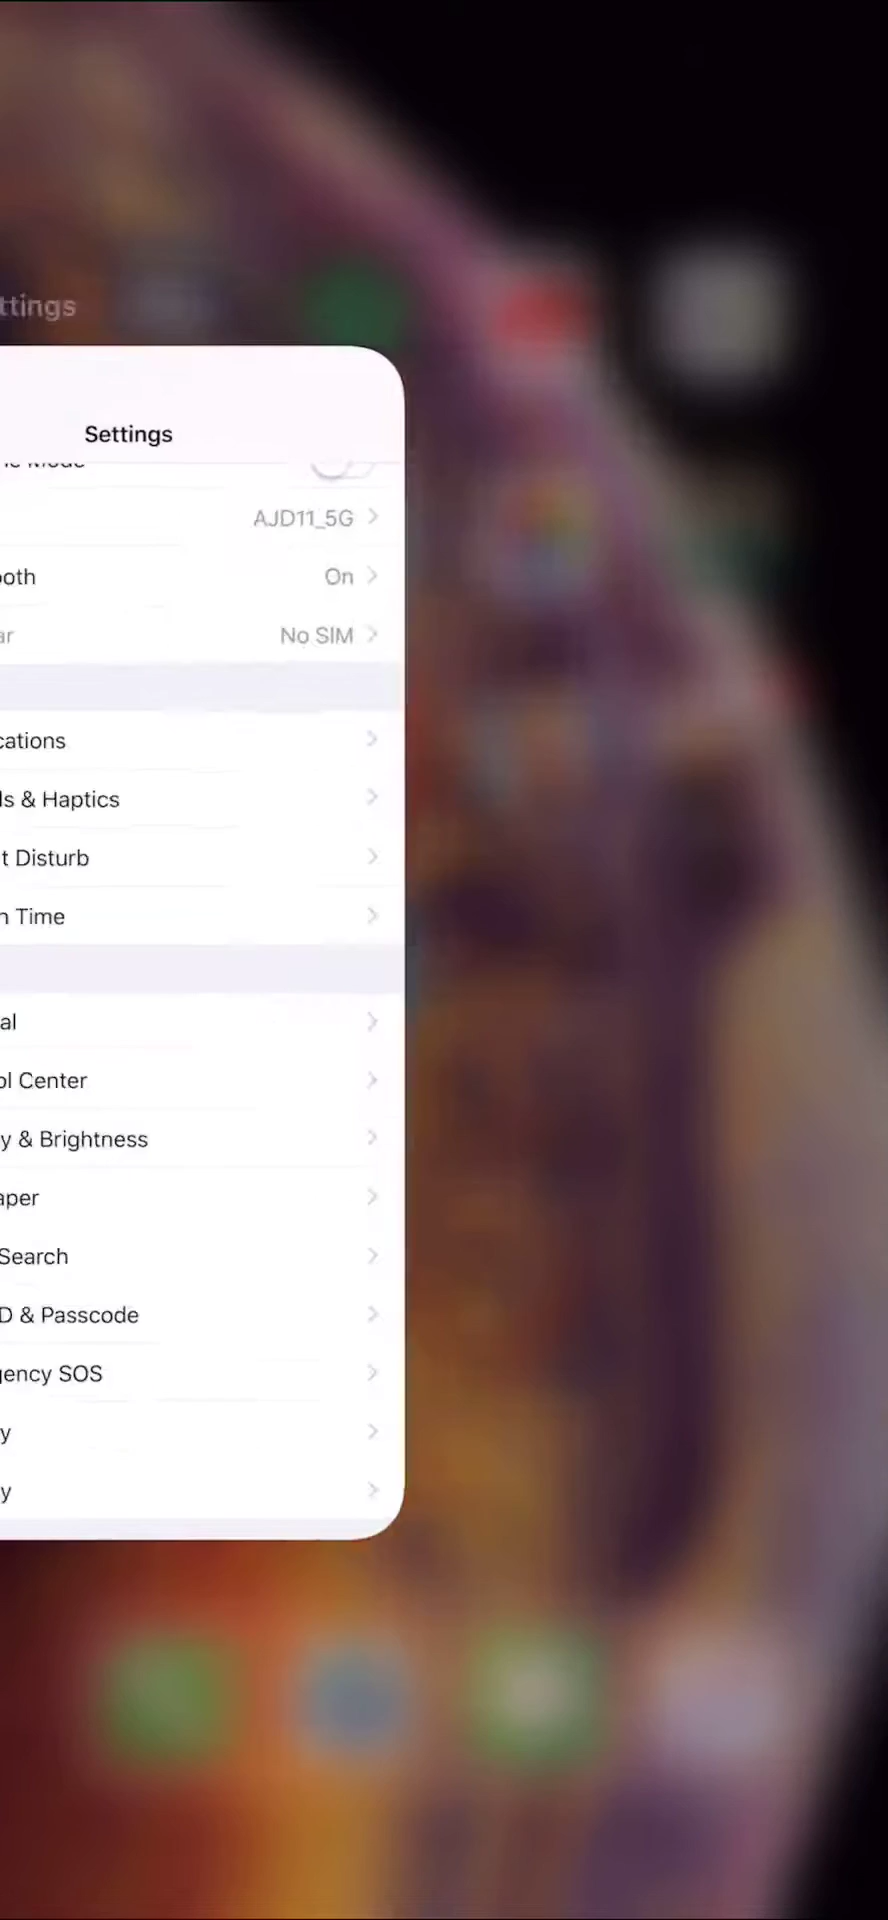 ttings
Settings
AJD11_5G
ooth
On
ar
No SIM
cations
ls & Haptics
t Disturb
n Time
al
ol Center
y & Brightness
aper
Search
D & Passcode
gency SOS
y
y